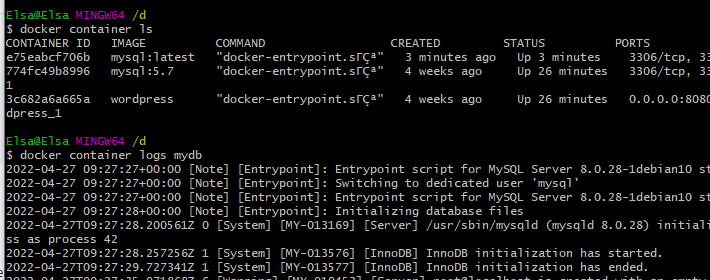 Elsa@Elsa MINGW64 /d
$ docker container ls
CONTAINER ID IMAGE COMMAND CREATED STATUS PORTS
e75eabcf706b mysql:latest "docker-entrypoint.sΓÇª" 3 minutes ago Up 3 minutes 3306/tcp, 33
774fc49b8996 mysql:5.7 "docker-entrypoint.sΓÇª" 4 weeks ago Up 26 minutes 3306/tcp, 33
1
3c682a6a665a wordpress "docker-entrypoint.sΓÇª" 4 weeks ago Up 26 minutes 0.0.0.0:8080
dpress_1
Elsa@Elsa MINGW64 /d
$ docker container logs mydb
2022-04-27 09:27:27+00:00 [Note] [Entrypoint]: Entrypoint script for MySQL Server 8.0.28-1debian10 st
2022-04-27 09:27:27+00:00 [Note] [Entrypoint]: Switching to dedicated user 'mysql'
2022-04-27 09:27:27+00:00 [Note] [Entrypoint]: Entrypoint script for MySQL Server 8.0.28-1debian10 st
2022-04-27 09:27:28+00:00 [Note] [Entrypoint]: Initializing database files
2022-04-27T09:27:28.200561Z 0 [System] [MY-013169] [Server] /usr/sbin/mysqld (mysqld 8.0.28) initiali
ss as process 42
2022-04-27T09:27:28.257256Z 1 [System] [MY-013576] [InnoDB] InnoDB initialization has started.
2022-04-27T09:27:29.727341Z 1 [System] [MY-013577] [InnoDB] InnoDB initialization has ended.